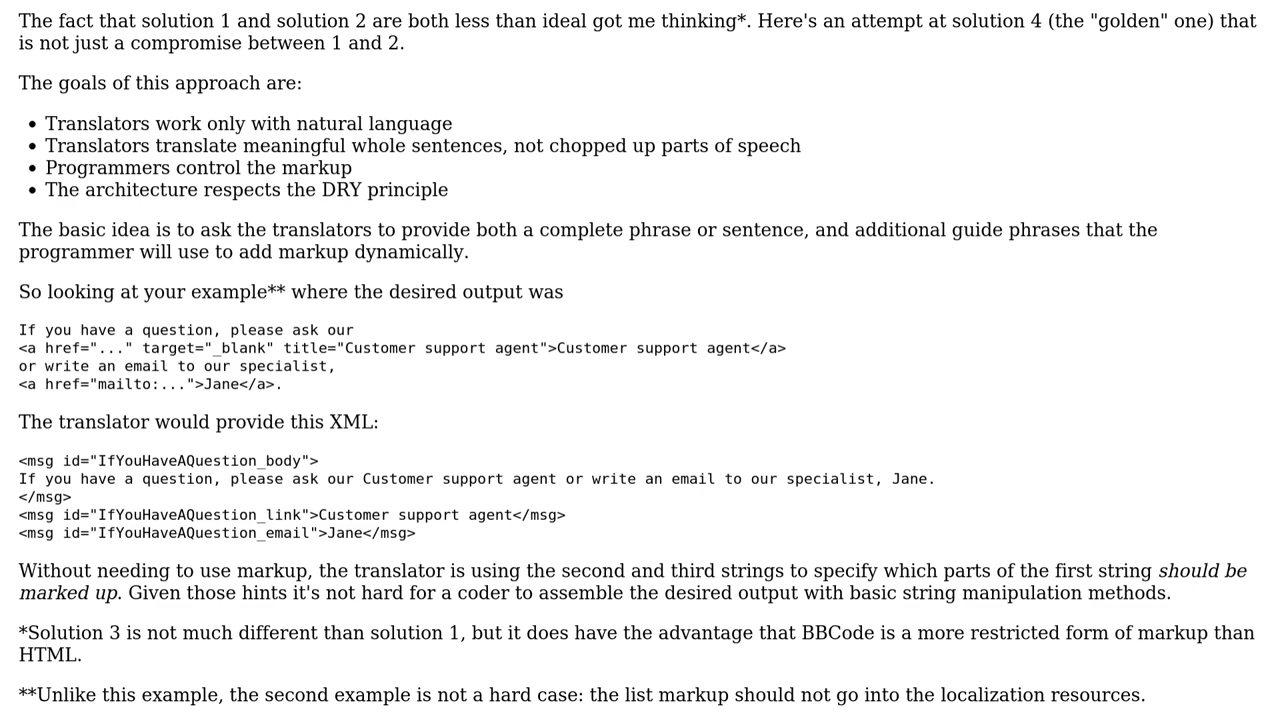 The fact that solution 1 and solution 2 are both less than ideal got me thinking*. Here's an attempt at solution 4 (the "golden" one) that
is not just a compromise between 1 and 2.
The goals of this approach are:
• Translators work only with natural language
• Translators translate meaningful whole sentences, not chopped up parts of speech
• Programmers control the markup
• The architecture respects the DRY principle
The basic idea is to ask the translators to provide both a complete phrase or sentence, and additional guide phrases that the
programmer will use to add markup dynamically.
So looking at your example** where the desired output was
If you have a question, please ask our
<a href="..." target="_blank" title="Customer support agent">Customer support agent</a>
or write an email to our specialist,
<a href="mailto:...">Jane</a>.
The translator would provide this XML:
<msg id="IfYouHaveAQuestion_body">
If you have a question, please ask our Customer support agent or write an email to our specialist, Jane.
</msg>
<msg id="IfYouHaveAQuestion_link">Customer support agent</msg>
<msg id="IfYouHaveAQuestion_email">Jane</msg>
Without needing to use markup, the translator is using the second and third strings to specify which parts of the first string should be
marked up. Given those hints it's not hard for a coder to assemble the desired output with basic string manipulation methods.
*Solution 3 is not much different than solution 1, but it does have the advantage that BBCode is a more restricted form of markup than
HTML.
**Unlike this example, the second example is not a hard case: the list markup should not go into the localization resources.